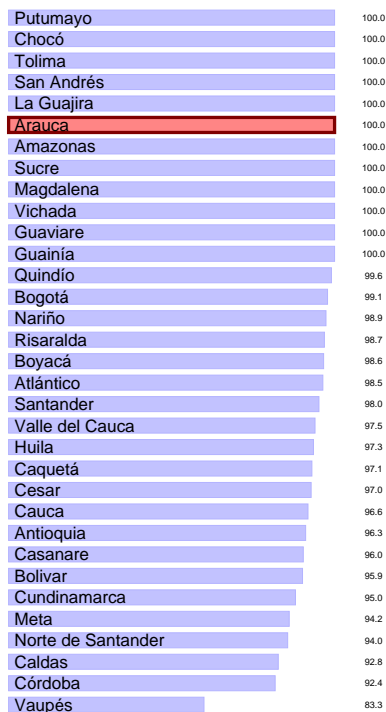 Putumayo 100.0
Chocó 100.0
Tolima 100.0
San Andrés 100.0
La Guajira 100.0
Arauca 100.0
Amazonas 100.0
Sucre 100.0
Magdalena 100.0
Vichada 100.0
Guaviare 100.0
Guainía 100.0
Quindío 99.6
Bogotá 99.1
Nariño 98.9
Risaralda 98.7
Boyacá 98.6
Atlántico 98.5
Santander 98.0
Valle del Cauca 97.5
Huila 97.3
Caquetá 97.1
Cesar 97.0
Cauca 96.6
Antioquia 96.3
Casanare 96.0
Bolivar 95.9
Cundinamarca 95.0
Meta 94.2
Norte de Santander 94.0
Caldas 92.8
Córdoba 92.4
Vaupés 83.3